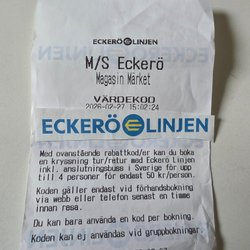 ECKERÖ LINJEN
M/S Eckerö
Magasin Märket
VÄRDEKOD
2026-02-27 15:02:24
ECKERÖ LINJEN
Med ovanstående rabattkod/er kan du boka
en kryssning tur/retur med Eckerö Linjen
inkl. anslutningsbuss i Sverige för upp
till 4 personer för endast 50 kr/person.
Koden gäller endast vid förhandsbokning
via webb eller telefon senast en timme
innan resa.
Du kan bara använda en kod per bokning.
Koden kan ej användas vid gruppbokningar.